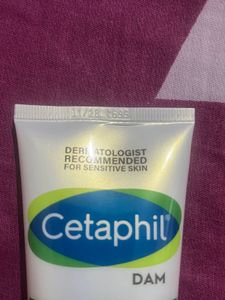 DERMATOLOGIST
RECOMMENDED
FOR SENSITIVE SKIN
Cetaphil®
DAM